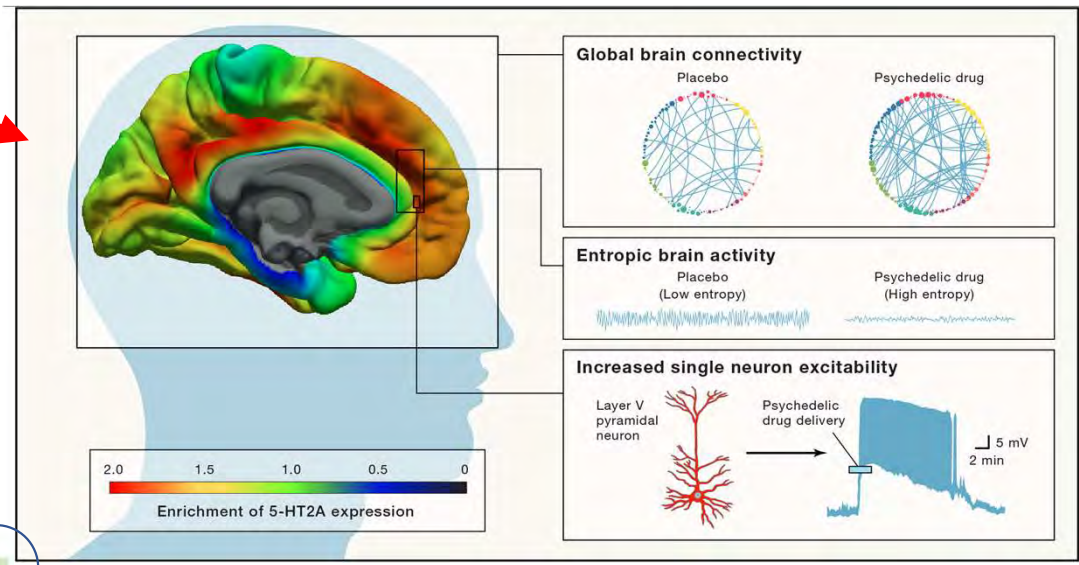 Global brain connectivity
Placebo
Psychedelic drug
Entropic brain activity
Placebo
(Low entropy)
Psychedelic drug
(High entropy)
Increased single neuron excitability
Layer V
pyramidal
neuron
Psychedelic
drug delivery
5 mV
2 min
2.0 1.5 1.0 0.5 0
Enrichment of 5-HT2A expression